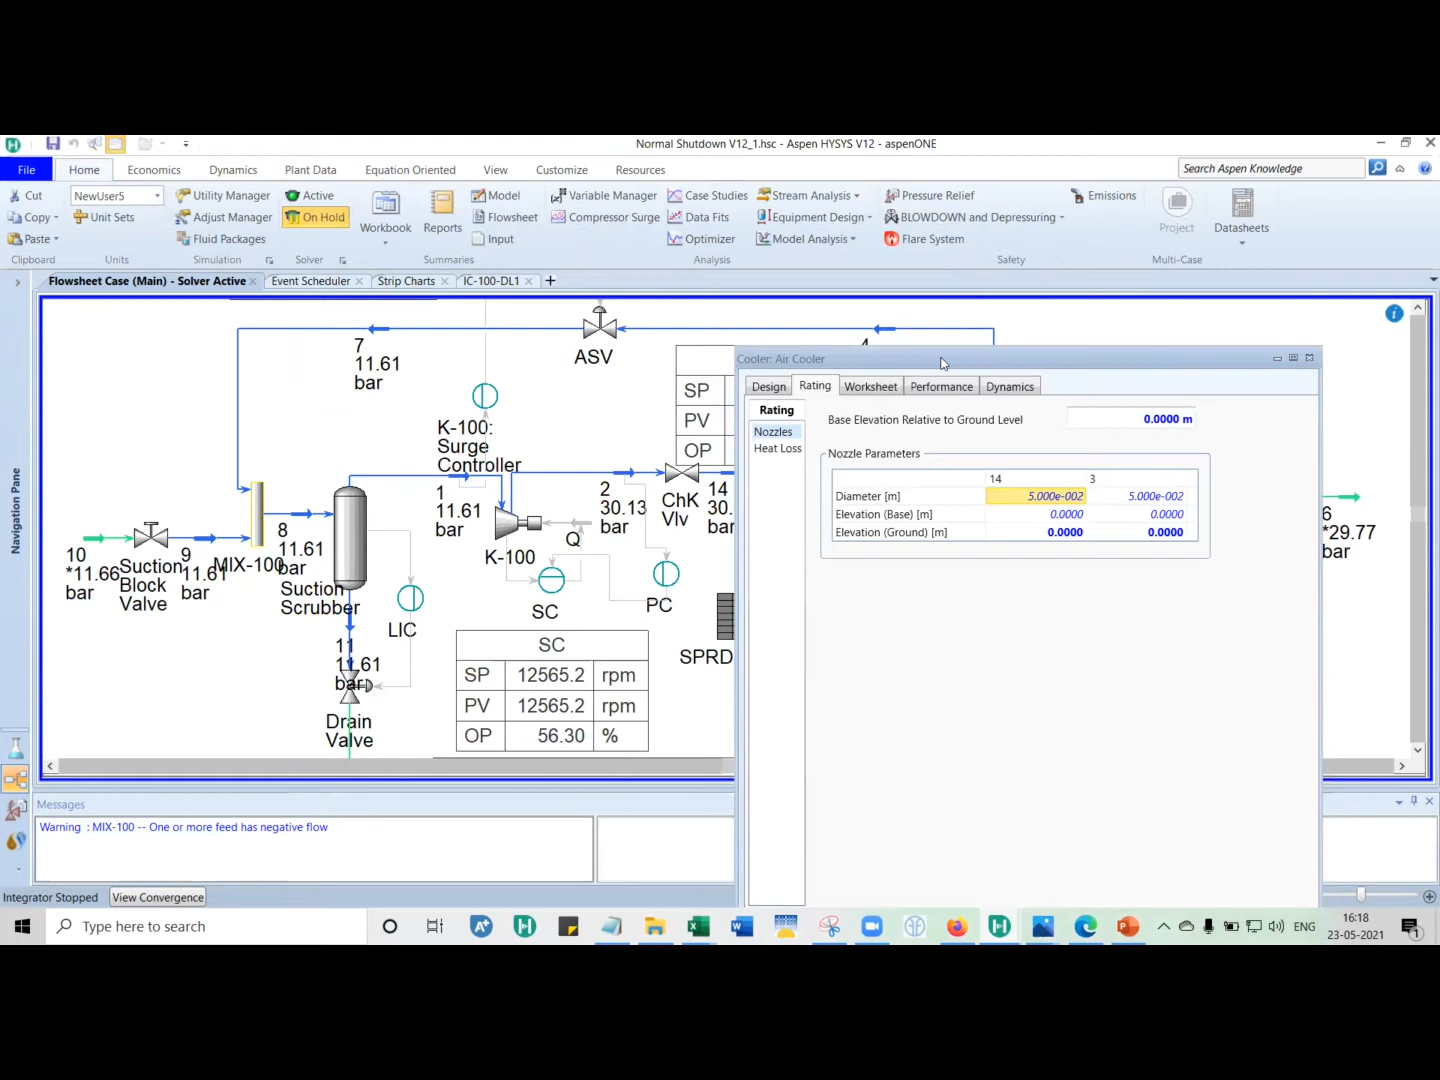 Normal Shutdown V12_1.hsc - Aspen HYSYS V12 - aspenONE
File Home Economics Dynamics Plant Data Equation Oriented View Customize Resources Search Aspen Knowledge
Cut NewUser5 Utility Manager Active Model Variable Manager Case Studies Stream Analysis Pressure Relief Emissions
Copy Unit Sets Adjust Manager On Hold Workbook Reports Flowsheet Compressor Surge Data Fits Equipment Design BLOWDOWN and Depressuring Project Datasheets
Paste Fluid Packages Input Optimizer Model Analysis Flare System
Clipboard Units Simulation Solver Summaries Analysis Safety Multi-Case
Flowsheet Case (Main) - Solver Active Event Scheduler Strip Charts IC-100-DL1
Navigation Pane
7
11.61
bar
ASV
SP
PV
OP
K-100:
Surge
Controller
1
11.61
bar
2
30.13
bar
ChK
Vlv
14
30.
bar
K-100
Q
SC
PC
SPRD
10
*11.66
bar
Suction
Block
Valve
9
11.61
bar
MIX-100
8
11.61
bar
Suction
Scrubber
LIC
11
11.61
bar
Drain
Valve
SC
SP 12565.2 rpm
PV 12565.2 rpm
OP 56.30 %
6
*29.77
bar
Cooler: Air Cooler
Design Rating Worksheet Performance Dynamics
Rating
Nozzles
Heat Loss
Base Elevation Relative to Ground Level 0.0000 m
Nozzle Parameters
14 3
Diameter [m] 5.000e-002 5.000e-002
Elevation (Base) [m] 0.0000 0.0000
Elevation (Ground) [m] 0.0000 0.0000
Messages
Warning : MIX-100 -- One or more feed has negative flow
Integrator Stopped View Convergence
Type here to search
ENG
16:18
23-05-2021